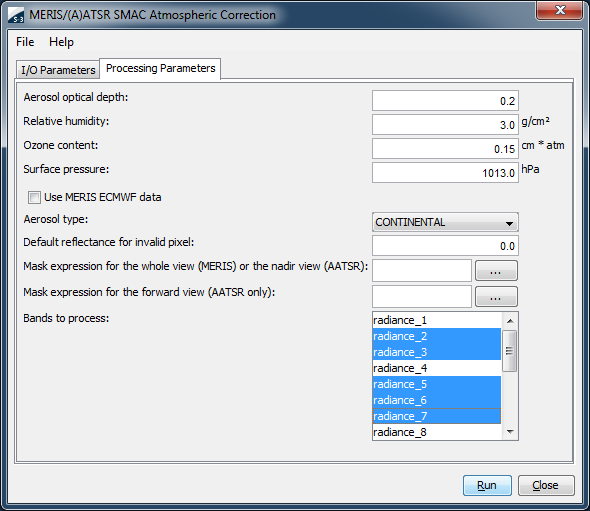 S-3 MERIS/(A)ATSR SMAC Atmospheric Correction
File Help
I/O Parameters Processing Parameters
Aerosol optical depth: 0.2
Relative humidity: 3.0 g/cm²
Ozone content: 0.15 cm * atm
Surface pressure: 1013.0 hPa
Use MERIS ECMWF data
Aerosol type: CONTINENTAL
Default reflectance for invalid pixel: 0.0
Mask expression for the whole view (MERIS) or the nadir view (AATSR): ...
Mask expression for the forward view (AATSR only): ...
Bands to process: radiance_1
radiance_2
radiance_3
radiance_4
radiance_5
radiance_6
radiance_7
radiance_8
Run Close